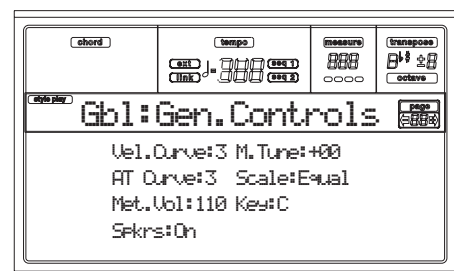 chord tempo measure transpose
ext seq 1
link seq 2
octave
style play Gbl:Gen.Controls page
Vel.Curve:3 M.Tune:+00
AT Curve:3 Scale:Equal
Met.Vol:110 Key:C
Spkrs:On